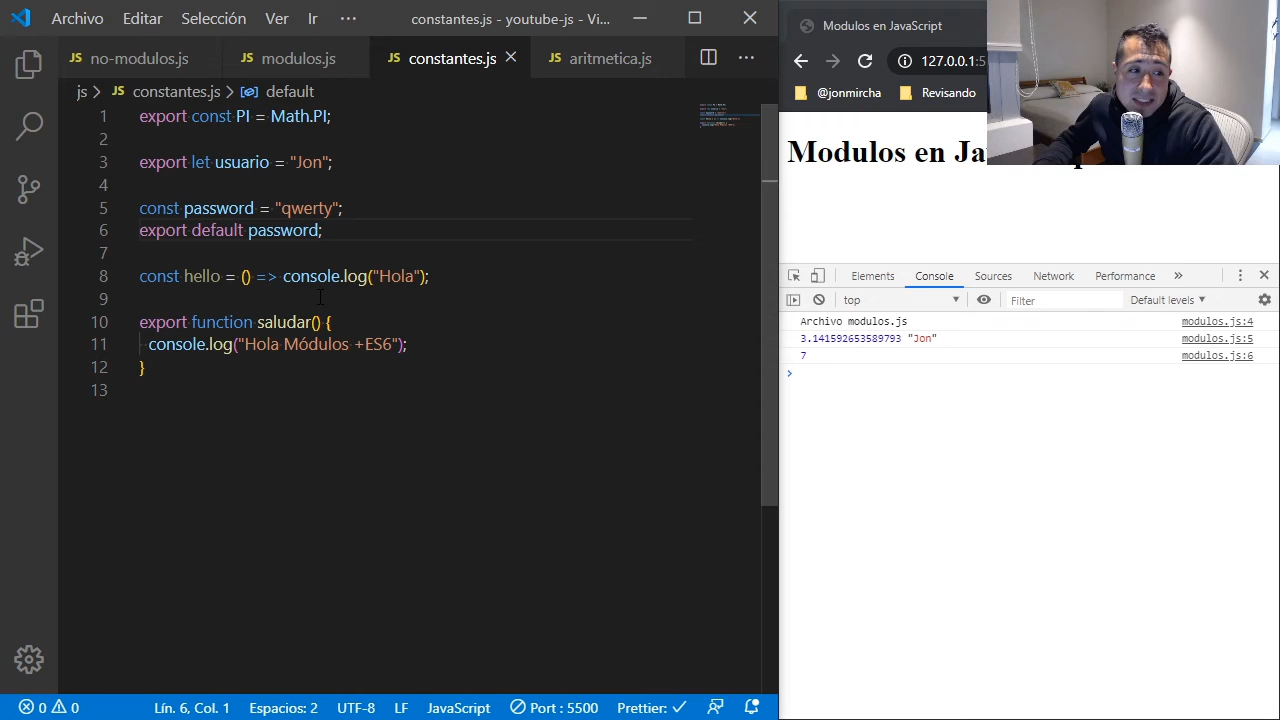 Archivo Editar Selección Ver Ir ··· constantes.js - youtube-js - Vi...
no-modulos.js modulos.js constantes.js aritmetica.js ···
js > constantes.js > default
1 export const PI = Math.PI;
2
3 export let usuario = "Jon";
4
5 const password = "qwerty";
6 export default password;
7
8 const hello = () => console.log("Hola");
9
10 export function saludar() {
11 console.log("Hola Módulos +ES6");
12 }
13
0 0 Lín. 6, Col. 1 Espacios: 2 UTF-8 LF JavaScript Port : 5500 Prettier:
Modulos en JavaScript
127.0.0.1:5
@jonmircha Revisando
Modulos en Ja
Elements Console Sources Network Performance »
top Filter Default levels
Archivo modulos.js modulos.js:4
3.141592653589793 "Jon" modulos.js:5
7 modulos.js:6